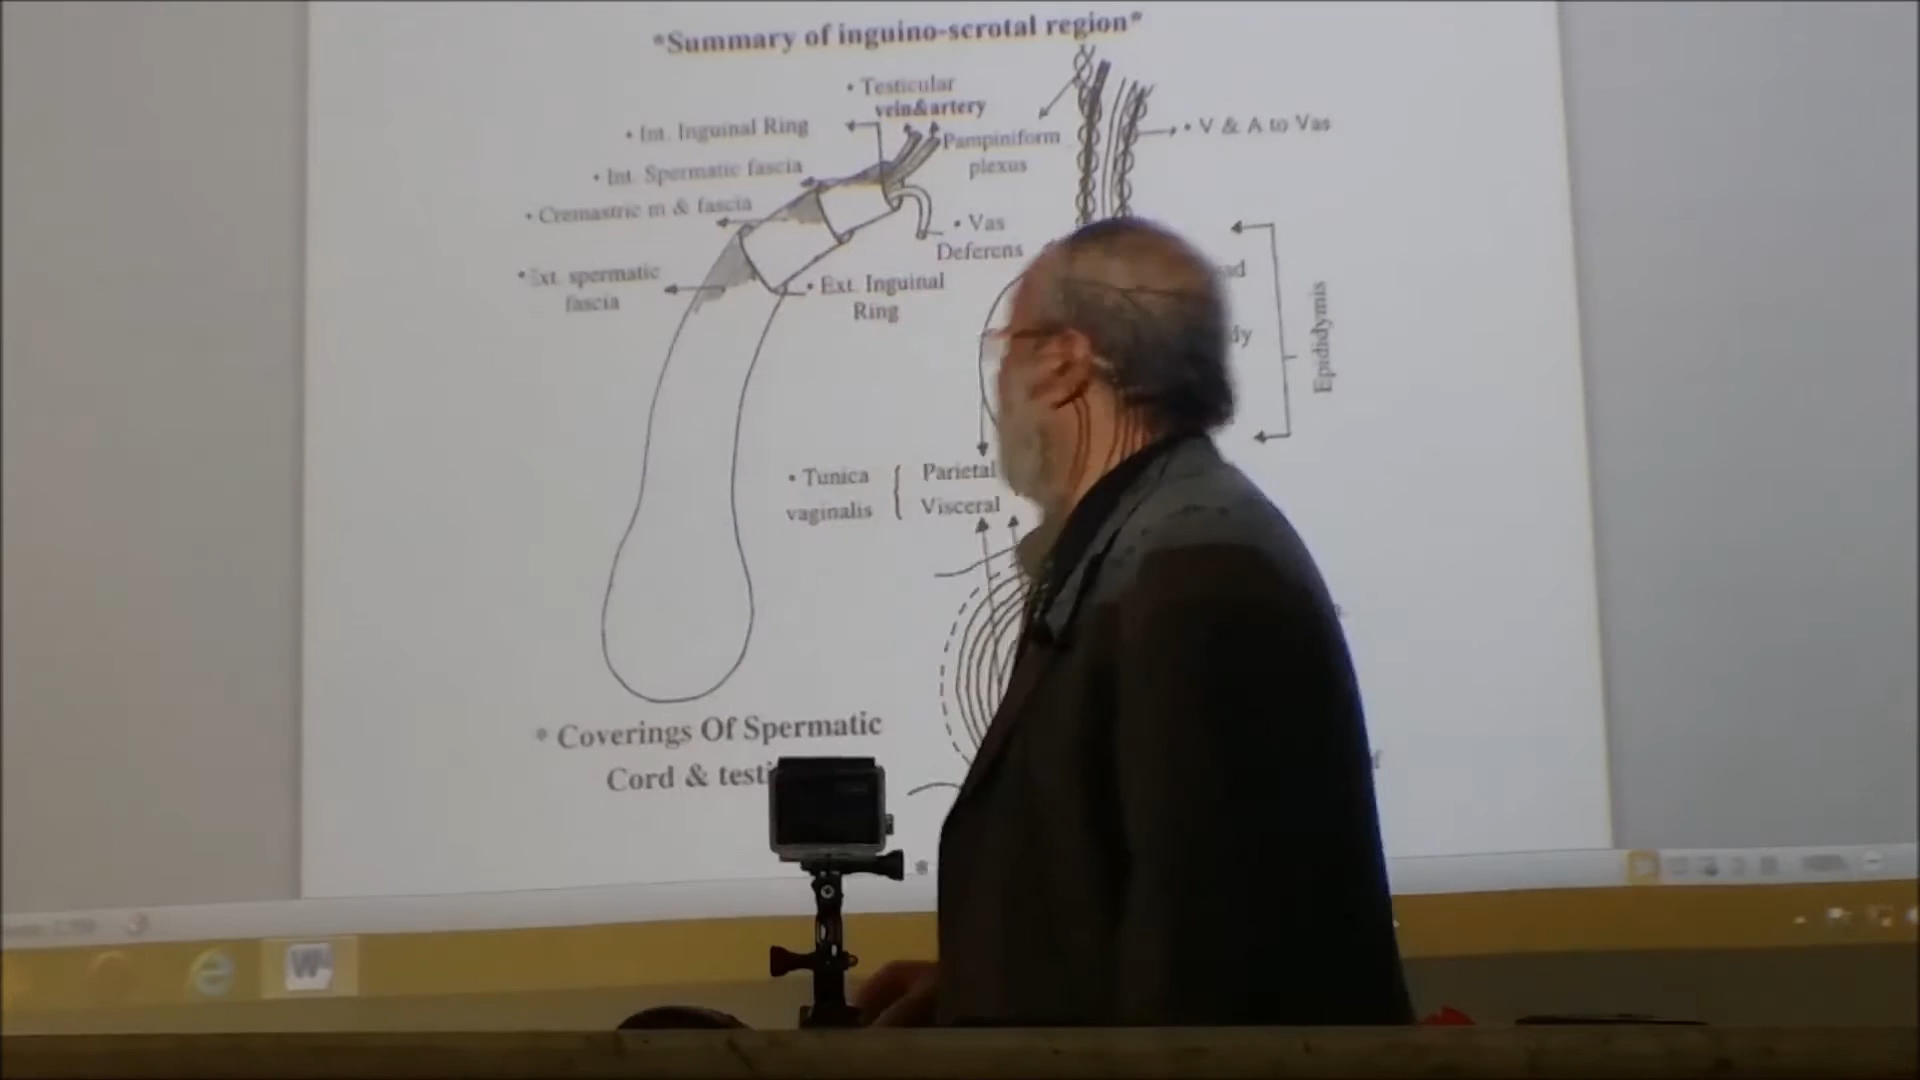 *Summary of inguino-scrotal region*
• Testicular
vein&artery
• Int. Inguinal Ring
Pampiniform
plexus
• V & A to Vas
• Int. Spermatic fascia
• Cremastric m & fascia
• Vas
Deferens
• Ext. spermatic
fascia
• Ext. Inguinal
Ring
Epididymis
• Tunica
vaginalis
Parietal
Visceral
* Coverings Of Spermatic
Cord &
W